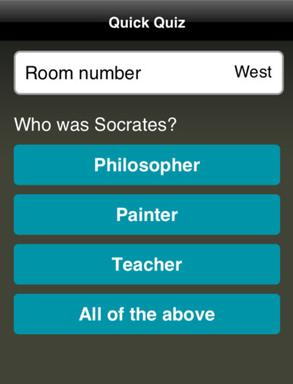 Quick Quiz
Room number West
Who was Socrates?
Philosopher
Painter
Teacher
All of the above